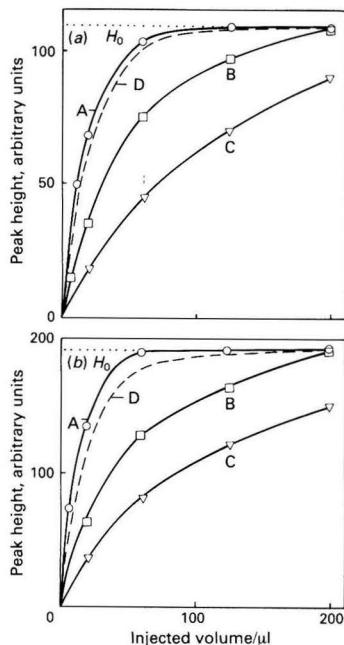 (a) H₀
100
A
D
B
C
50
0
Peak height, arbitrary units
200
(b) H₀
A
D
B
C
100
0
0 100 200
Peak height, arbitrary units
Injected volume/µl